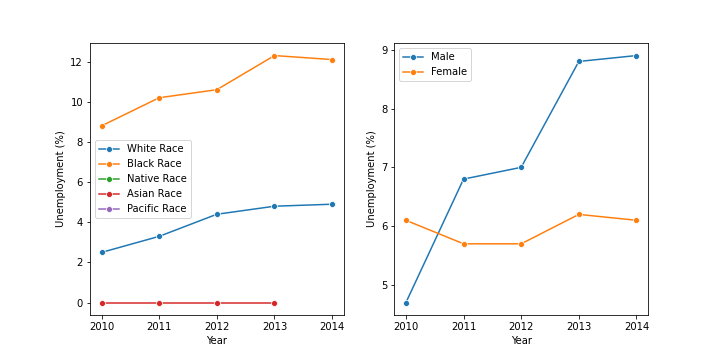 Unemployment (%)
12
10
8
6
4
2
0
White Race
Black Race
Native Race
Asian Race
Pacific Race
2010 2011 2012 2013 2014
Year
Unemployment (%)
9
8
7
6
5
Male
Female
2010 2011 2012 2013 2014
Year